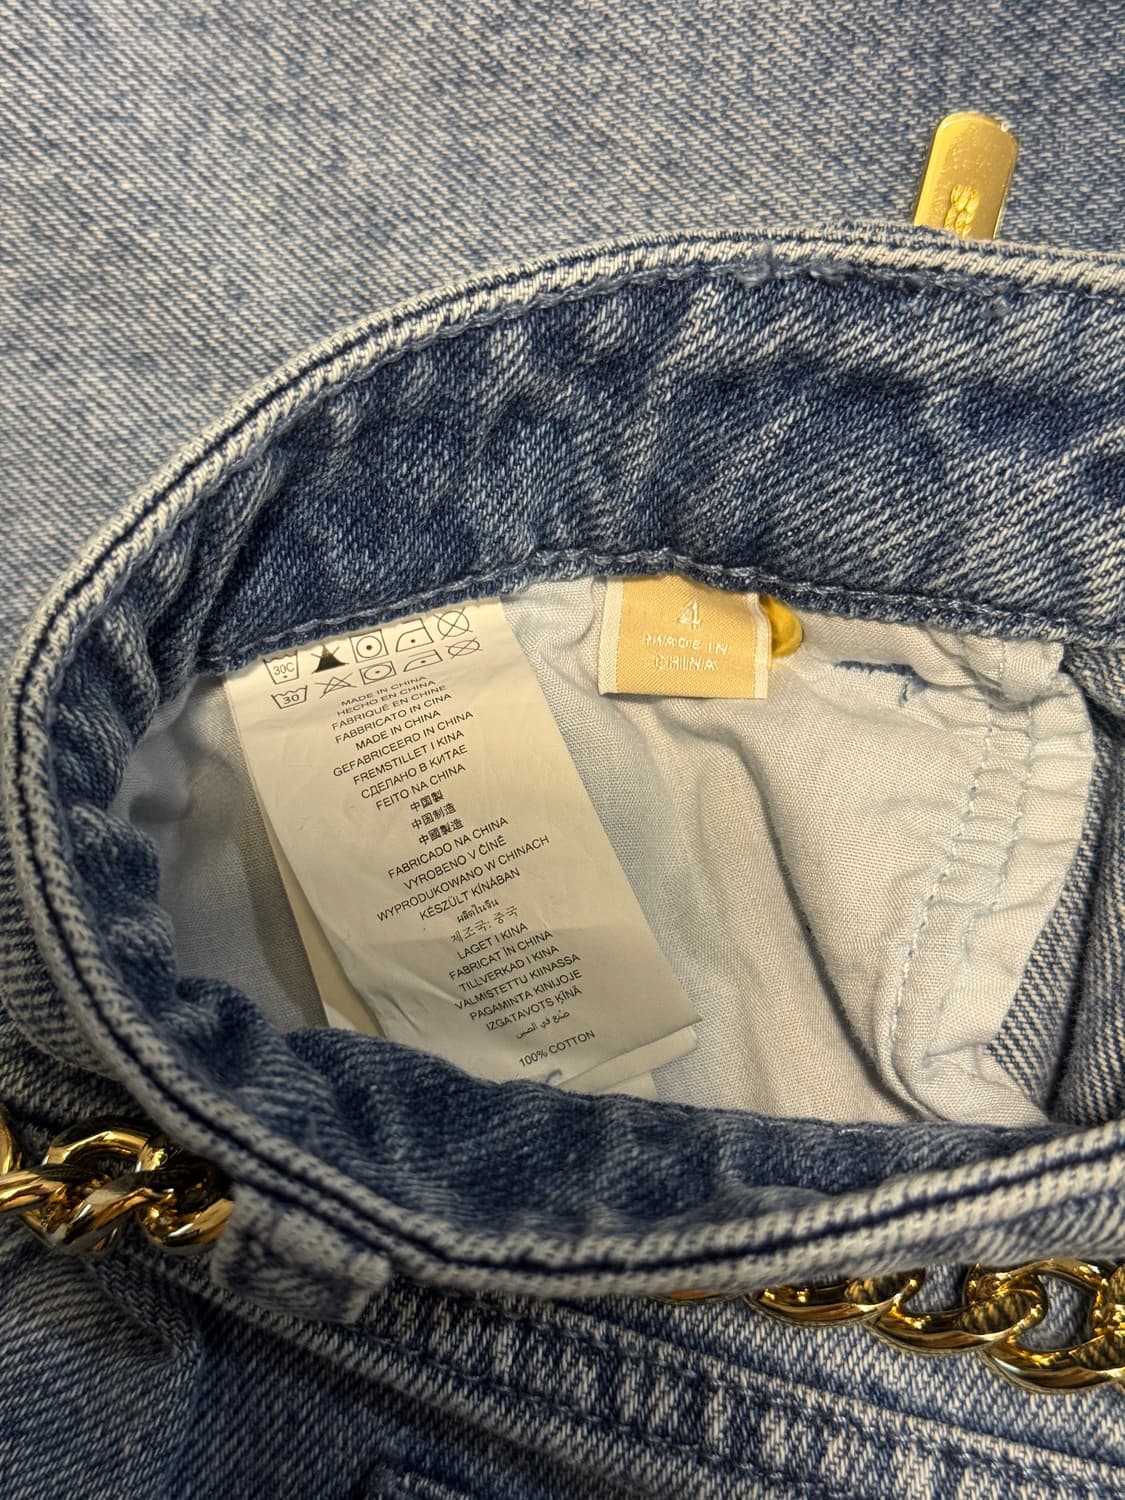 30C
30
MADE IN CHINA
HECHO EN CHINA
FABRIQUÉ EN CHINE
FABBRICATO IN CINA
MADE IN CHINA
GEFABRICEERD IN CHINA
FREMSTILLET I KINA
СДЕЛАНО В КИТАЕ
FEITO NA CHINA
中国製
中国制造
中國製造
FABRICADO NA CHINA
VYROBENO V ČÍNĚ
WYPRODUKOWANO W CHINACH
KÉSZÜLT KÍNÁBAN
ผลิตในจีน
제조국: 중국
LAGET I KINA
FABRICAT ÎN CHINA
TILLVERKAD I KINA
VALMISTETTU KIINASSA
PAGAMINTA KINIJOJE
IZGATAVOTS ĶĪNĀ
صنع في الصين
100% COTTON
4
MADE IN
CHINA